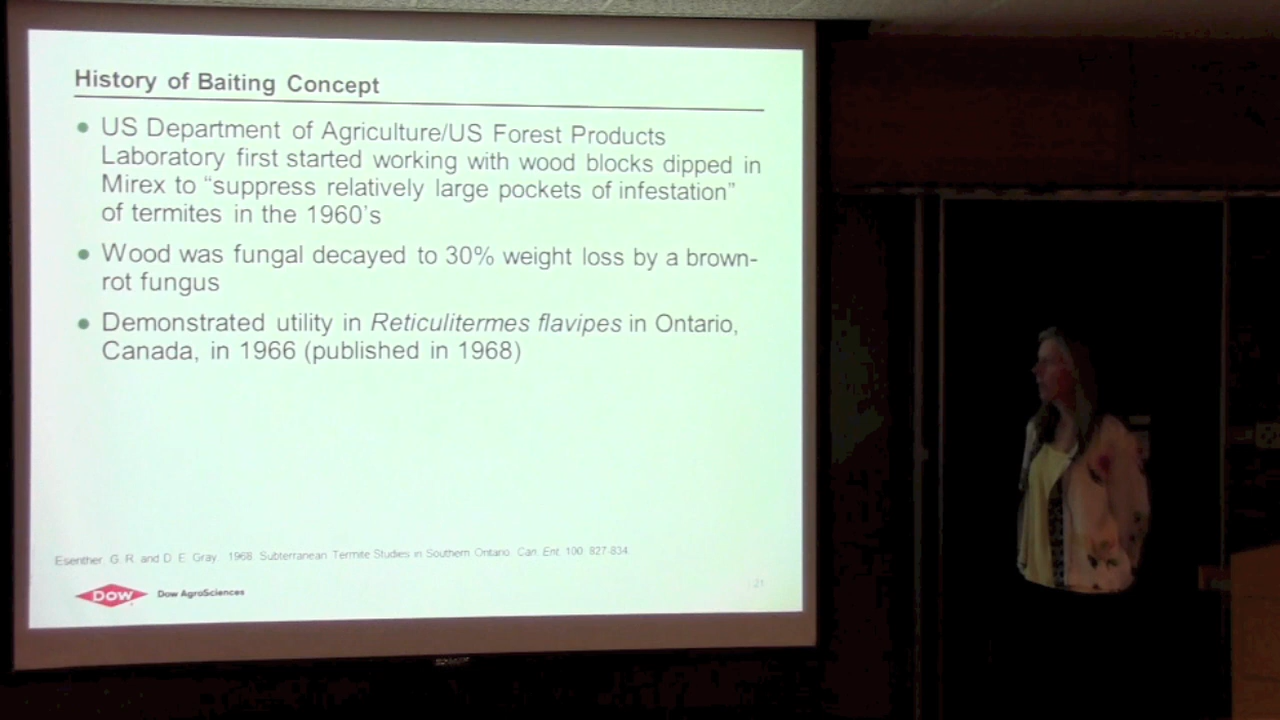 History of Baiting Concept
US Department of Agriculture/US Forest Products
Laboratory first started working with wood blocks dipped in
Mirex to “suppress relatively large pockets of infestation”
of termites in the 1960’s
Wood was fungal decayed to 30% weight loss by a brown-
rot fungus
Demonstrated utility in Reticulitermes flavipes in Ontario,
Canada, in 1966 (published in 1968)
Esenther, G. R. and D. E. Gray. 1968. Subterranean Termite Studies in Southern Ontario. Can. Ent. 100: 827-834.
DOW Dow AgroSciences
21